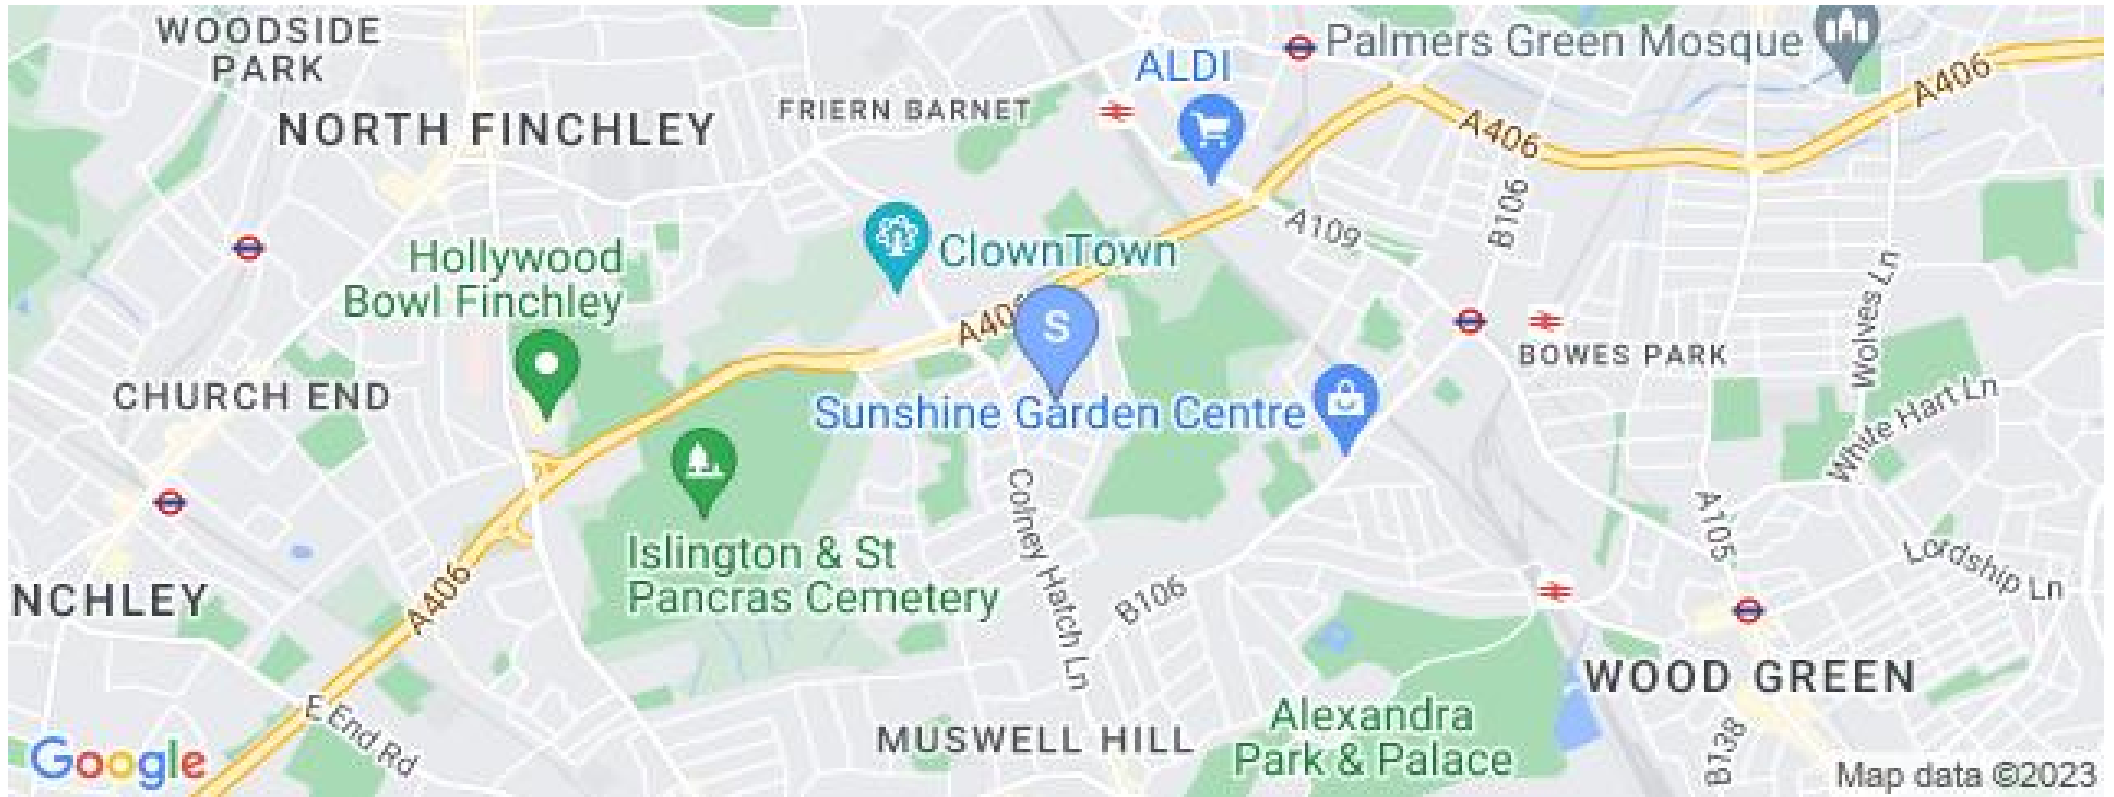 WOODSIDE
PARK
NORTH FINCHLEY
FRIERN BARNET
ALDI
Palmers Green Mosque
A406
A406
A109
B106
Hollywood
Bowl Finchley
ClownTown
S
Sunshine Garden Centre
BOWES PARK
Wolves Ln
White Hart Ln
CHURCH END
Islington & St
Pancras Cemetery
Colney Hatch Ln
B106
A105
Lordship Ln
NCHLEY
A406
E End Rd
MUSWELL HILL
Alexandra
Park & Palace
WOOD GREEN
B138
Google
Map data ©2023